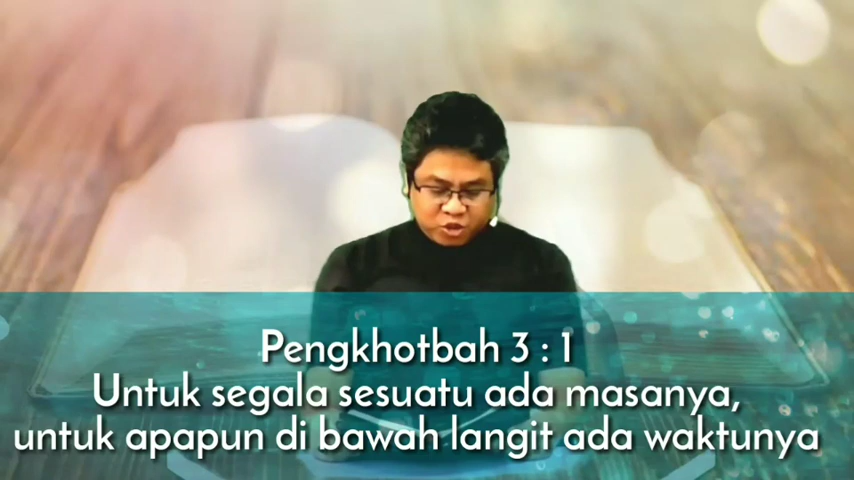 Pengkhotbah 3 : 1
Untuk segala sesuatu ada masanya,
untuk apapun di bawah langit ada waktunya